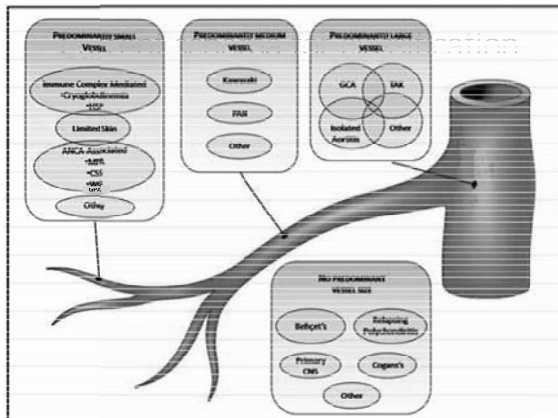 PREDOMINANTLY SMALL
VESSEL
Immune Complex Mediated
•Cryoglobulinemia
•HSP
Limited Skin
ANCA-Associated
•MPA
•CSS
Other
PREDOMINANTLY MEDIUM
VESSEL
Kawasaki
PAN
Other
PREDOMINANTLY LARGE
VESSEL
GCA
TAK
Isolated
Aortitis
Other
NO PREDOMINANT
VESSEL SIZE
Behçet's
Relapsing
Polychondritis
Primary
CNS
Cogans's
Other